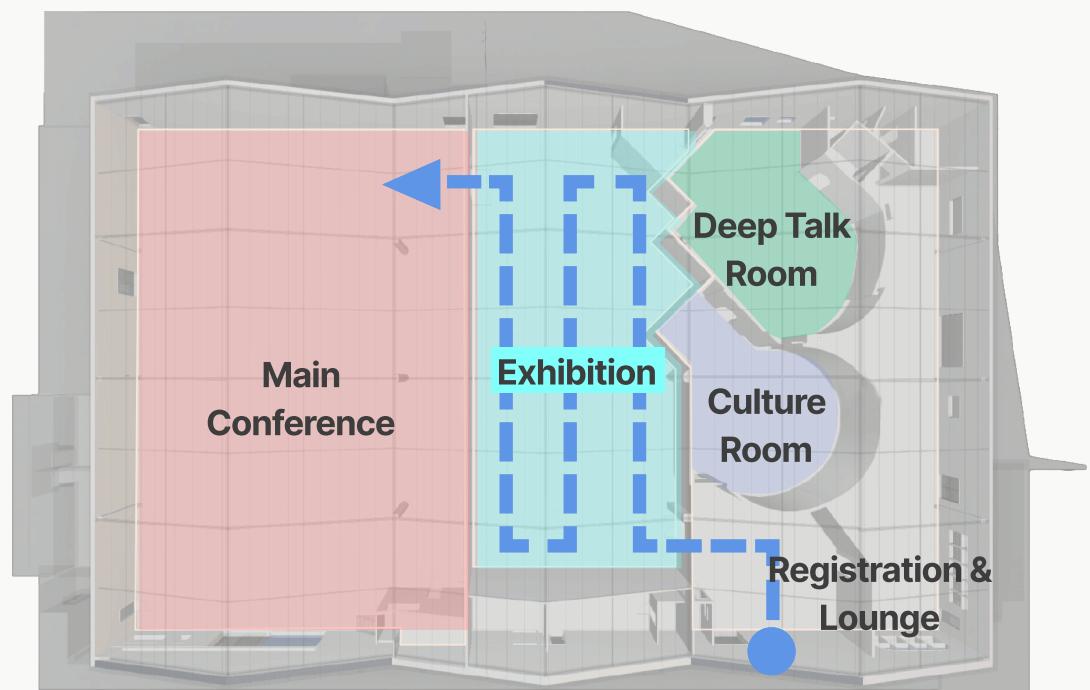 Deep Talk
Room
Main
Conference
Exhibition
Culture
Room
Registration &
Lounge